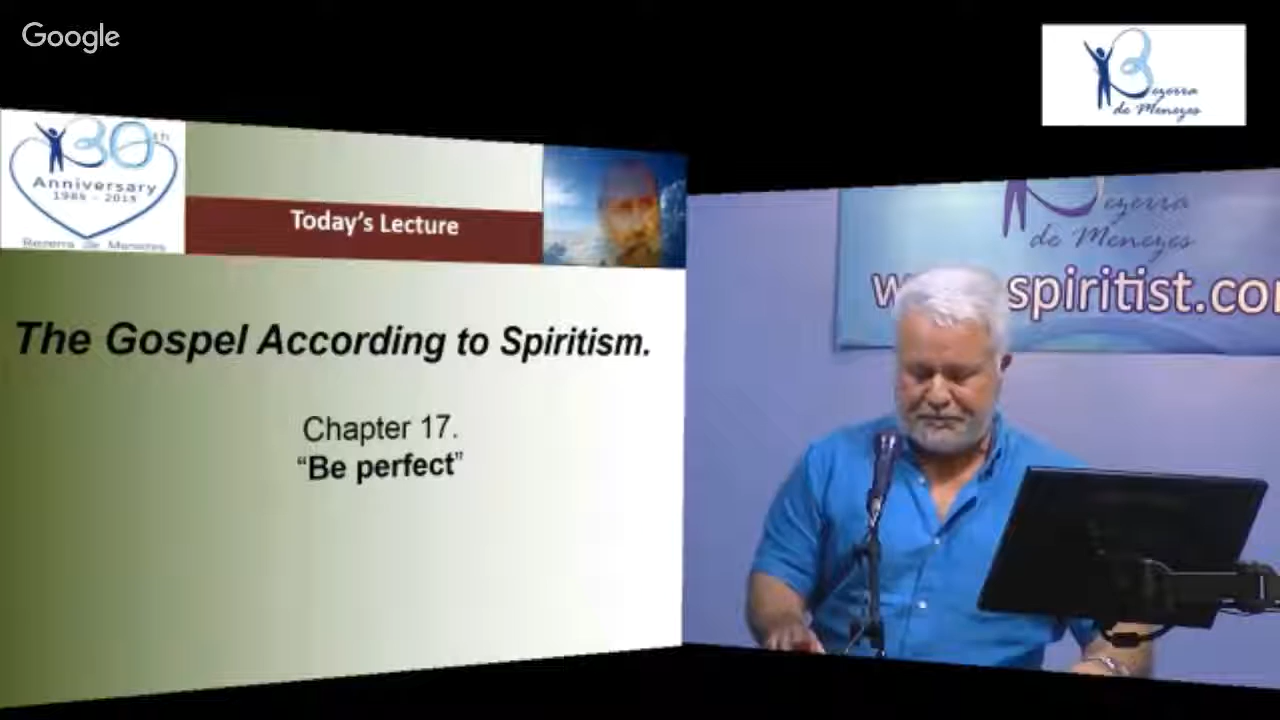 Google
Bezerra
de Menezes
30th
Anniversary
1985 - 2015
Bezerra de Menezes
Today's Lecture
The Gospel According to Spiritism.
Chapter 17.
“Be perfect”
Bezerra
de Menezes
spiritist.co